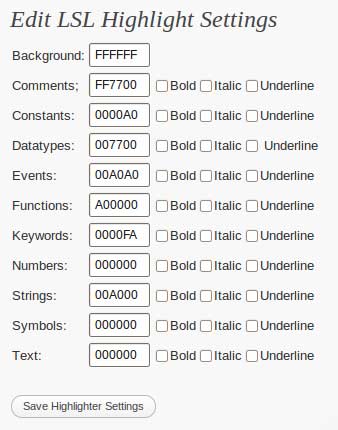 Edit LSL Highlight Settings
Background: FFFFFF
Comments; FF7700 Bold Italic Underline
Constants: 0000A0 Bold Italic Underline
Datatypes: 007700 Bold Italic Underline
Events: 00A0A0 Bold Italic Underline
Functions: A00000 Bold Italic Underline
Keywords: 0000FA Bold Italic Underline
Numbers: 000000 Bold Italic Underline
Strings: 00A000 Bold Italic Underline
Symbols: 000000 Bold Italic Underline
Text: 000000 Bold Italic Underline
Save Highlighter Settings